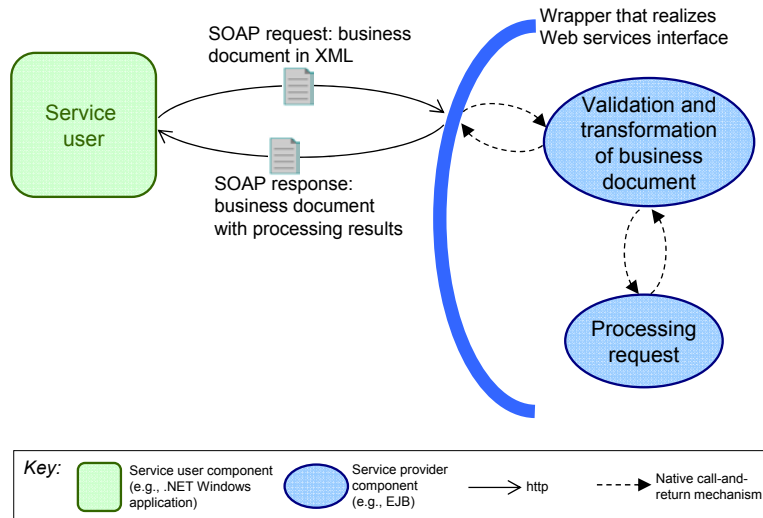 SOAP request: business
document in XML
Wrapper that realizes
Web services interface
Service
user
Validation and
transformation
of business
document
SOAP response:
business document
with processing results
Processing
request
Key:
Service user component
(e.g., .NET Windows
application)
Service provider
component
(e.g., EJB)
http
Native call-and-
return mechanism